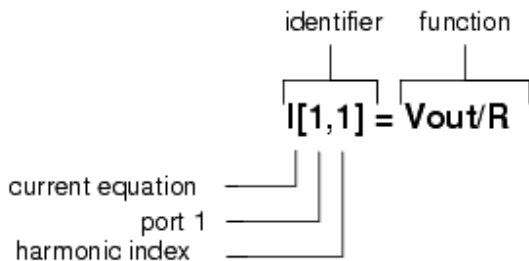 identifier function
I[1,1] = Vout/R
current equation
port 1
harmonic index